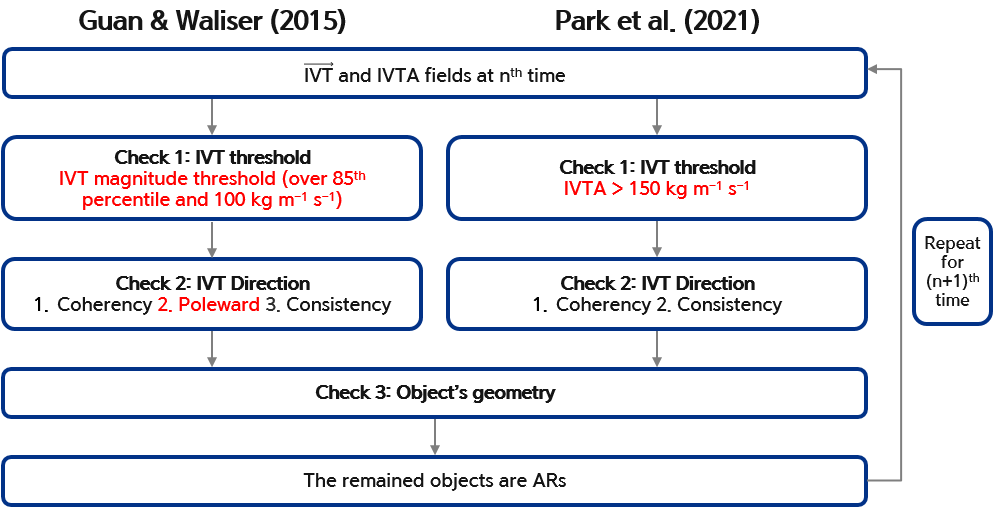 Guan & Waliser (2015)
Park et al. (2021)
IVT and IVTA fields at nth time
Check 1: IVT threshold
IVT magnitude threshold (over 85th
percentile and 100 kg m⁻¹ s⁻¹)
Check 1: IVT threshold
IVTA > 150 kg m⁻¹ s⁻¹
Check 2: IVT Direction
1. Coherency 2. Poleward 3. Consistency
Check 2: IVT Direction
1. Coherency 2. Consistency
Repeat
for
(n+1)th
time
Check 3: Object's geometry
The remained objects are ARs